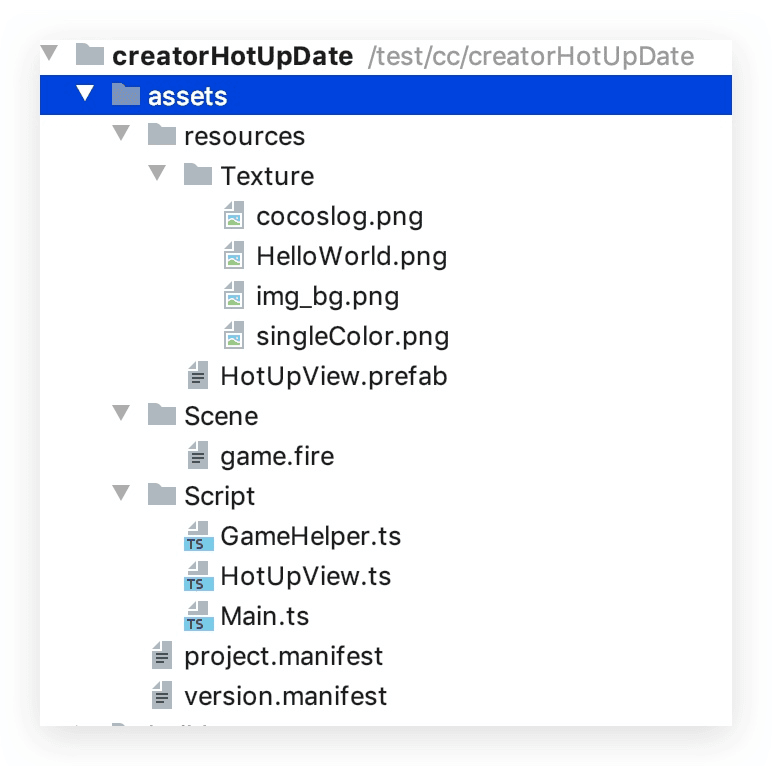 creatorHotUpDate /test/cc/creatorHotUpDate
assets
resources
Texture
cocoslog.png
HelloWorld.png
img_bg.png
singleColor.png
HotUpView.prefab
Scene
game.fire
Script
TS GameHelper.ts
TS HotUpView.ts
TS Main.ts
project.manifest
version.manifest